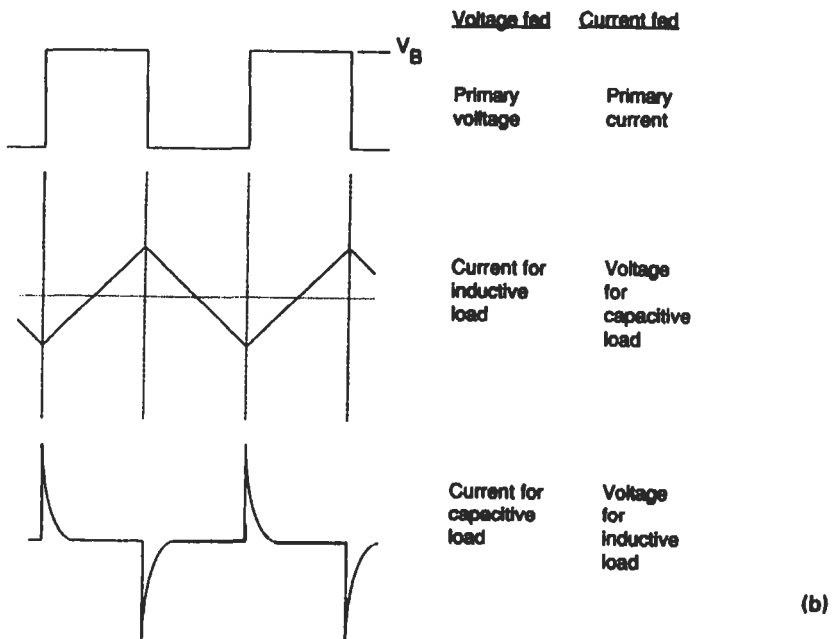 Voltage fed Current fed
V_B
Primary voltage
Primary current
Current for inductive load
Voltage for capacitive load
Current for capacitive load
Voltage for inductive load
(b)